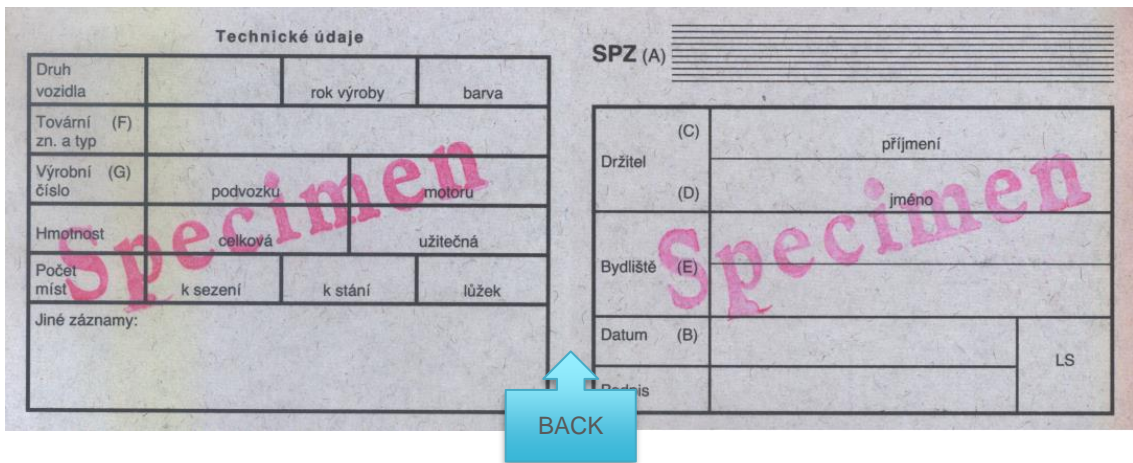 Technické údaje
Druh
vozidla
rok výroby
barva
Tovární (F)
zn. a typ
Výrobní (G)
číslo
podvozku
motoru
Hmotnost
celková
užitečná
Počet
míst
k sezení
k stání
lůžek
Jiné záznamy:
Specimen
SPZ (A)
Držitel
(C)
příjmení
(D)
jméno
Bydliště (E)
Datum (B)
LS
Podpis
Specimen
BACK